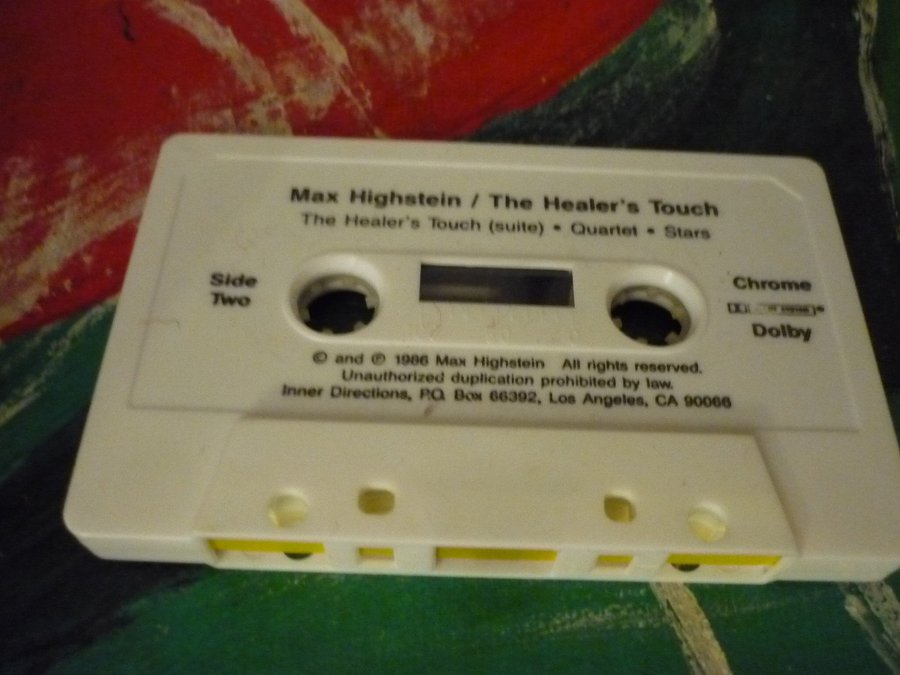 Max Highstein / The Healer's Touch
The Healer's Touch (suite) • Quartet • Stars
Side
Two
Chrome
Dolby
© and ℗ 1986 Max Highstein All rights reserved.
Unauthorized duplication prohibited by law.
Inner Directions, P.O. Box 66392, Los Angeles, CA 90066